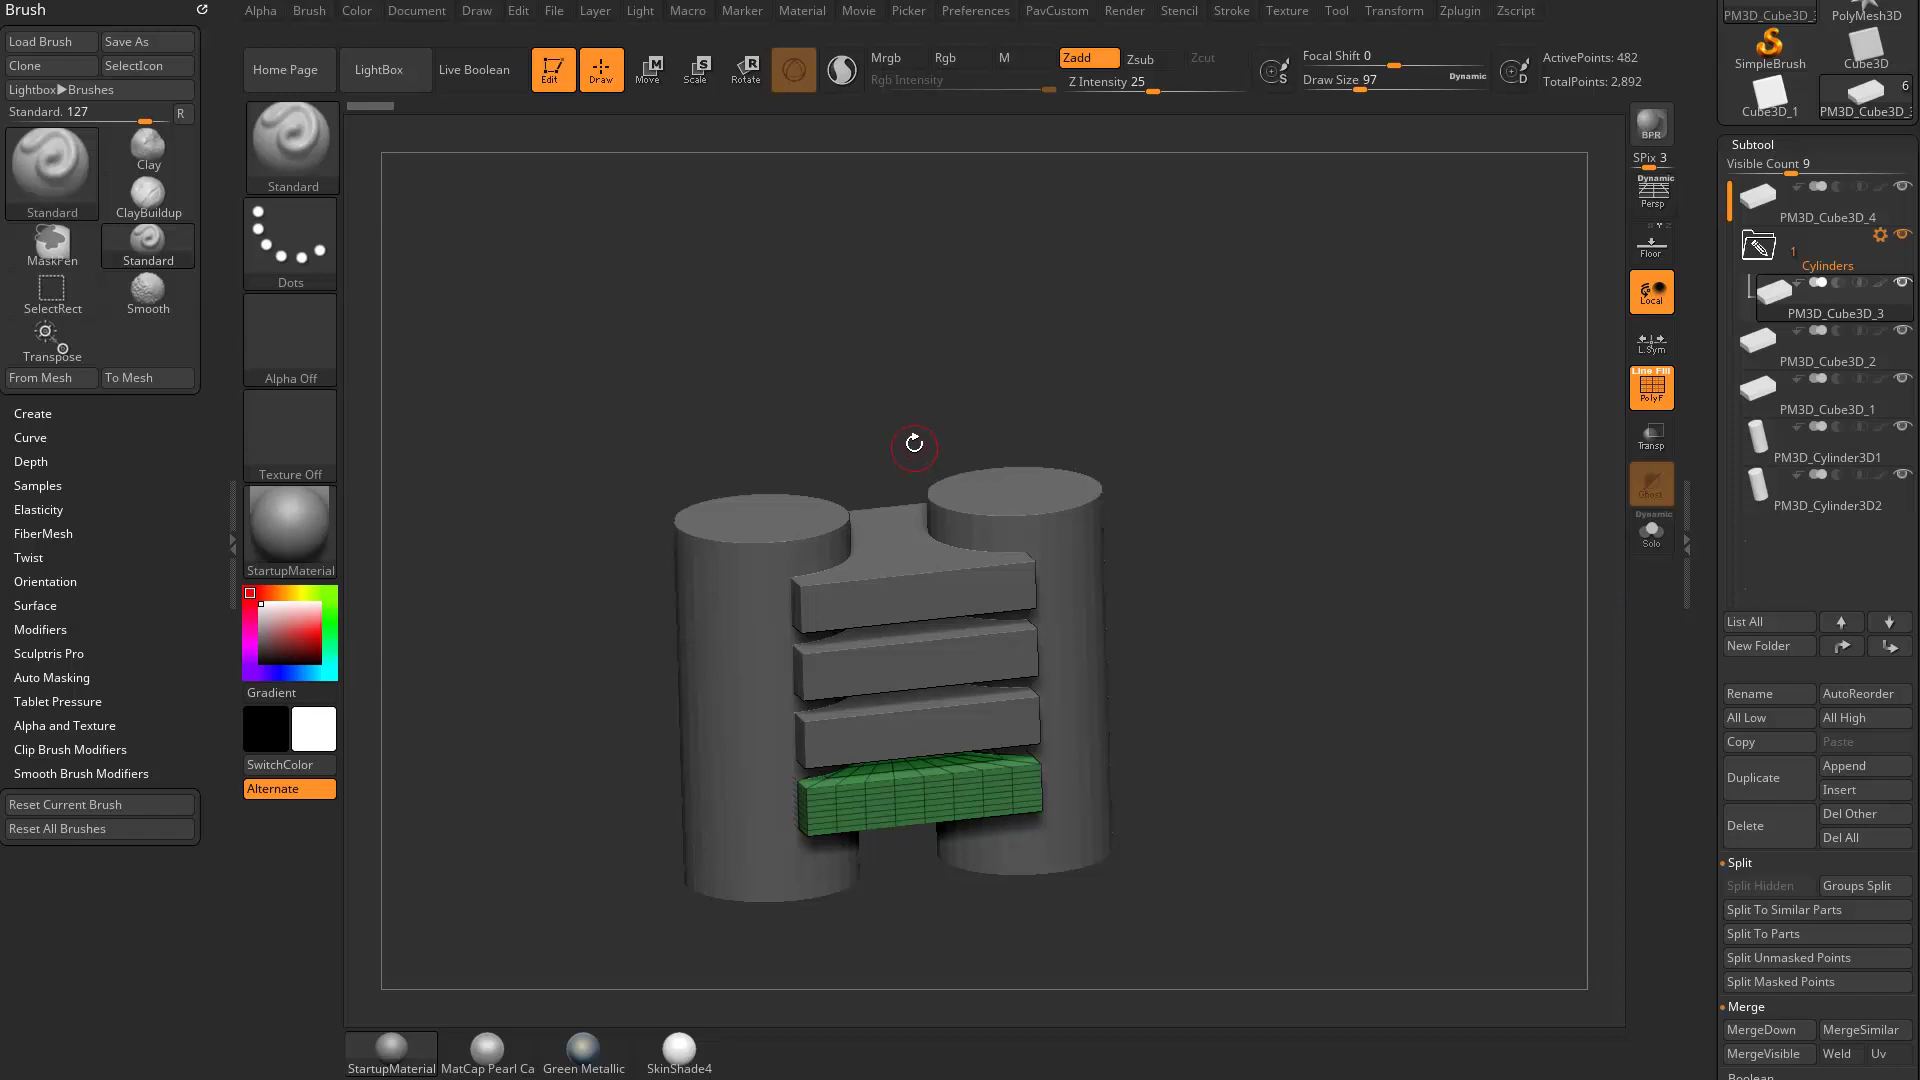 Brush
Alpha Brush Color Document Draw Edit File Layer Light Macro Marker Material Movie Picker Preferences PavCustom Render Stencil Stroke Texture Tool Transform Zplugin Zscript
Load Brush Save As
Clone SelectIcon
Lightbox▶Brushes
Standard. 127 R
Standard
Clay
ClayBuildup
MaskPen Standard
SelectRect Smooth
Transpose
From Mesh To Mesh
Create
Curve
Depth
Samples
Elasticity
FiberMesh
Twist
Orientation
Surface
Modifiers
Sculptris Pro
Auto Masking
Tablet Pressure
Alpha and Texture
Clip Brush Modifiers
Smooth Brush Modifiers
Reset Current Brush
Reset All Brushes
Home Page LightBox Live Boolean
Edit Draw Move Scale Rotate
M S R
Mrgb Rgb M
Rgb Intensity
Zadd Zsub Zcut
Z Intensity 25
S
Focal Shift 0
Draw Size 97 Dynamic
D
ActivePoints: 482
TotalPoints: 2,892
Standard
Dots
Alpha Off
Texture Off
StartupMaterial
Gradient
SwitchColor
Alternate
BPR
SPix 3
Dynamic
Persp
Floor
Local
L.Sym
Line Fill
PolyF
Transp
Ghost
Dynamic
Solo
StartupMaterial MatCap Pearl Ca Green Metallic SkinShade4
PM3D_Cube3D_3 PolyMesh3D
SimpleBrush Cube3D
6
Cube3D_1 PM3D_Cube3D_3
Subtool
Visible Count 9
PM3D_Cube3D_4
1
Cylinders
PM3D_Cube3D_3
PM3D_Cube3D_2
PM3D_Cube3D_1
PM3D_Cylinder3D1
PM3D_Cylinder3D2
List All
New Folder
Rename AutoReorder
All Low All High
Copy Paste
Duplicate Append
Insert
Delete Del Other
Del All
Split
Split Hidden Groups Split
Split To Similar Parts
Split To Parts
Split Unmasked Points
Split Masked Points
Merge
MergeDown MergeSimilar
MergeVisible Weld Uv
Boolean